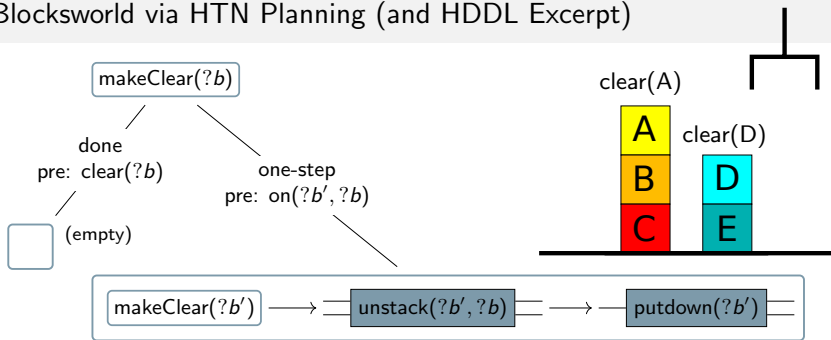 Blocksworld via HTN Planning (and HDDL Excerpt)
makeClear(?b)
done
pre: clear(?b)
one-step
pre: on(?b′, ?b)
(empty)
makeClear(?b′)
unstack(?b′, ?b)
putdown(?b′)
clear(A)
clear(D)
A
B
C
D
E